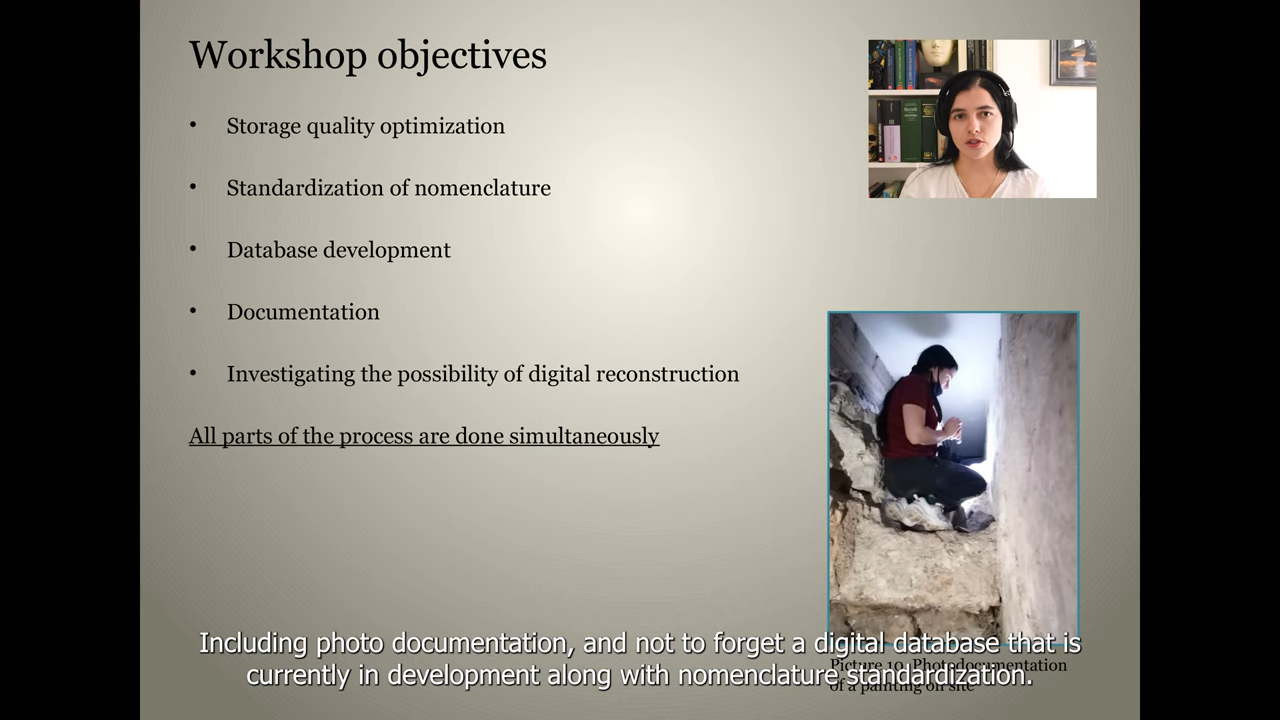 Workshop objectives
• Storage quality optimization
• Standardization of nomenclature
• Database development
• Documentation
• Investigating the possibility of digital reconstruction
All parts of the process are done simultaneously
Including photo documentation, and not to forget a digital database that is
currently in development along with nomenclature standardization.
Picture 10. Photodocumentation
of a painting on site